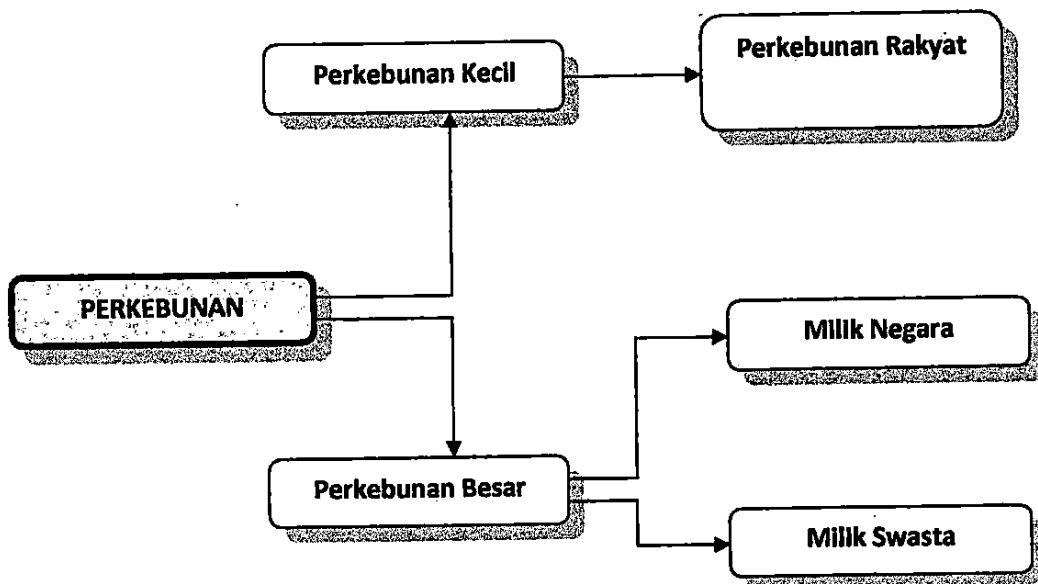 Perkebunan Kecil
Perkebunan Rakyat
PERKEBUNAN
Milik Negara
Perkebunan Besar
Milik Swasta